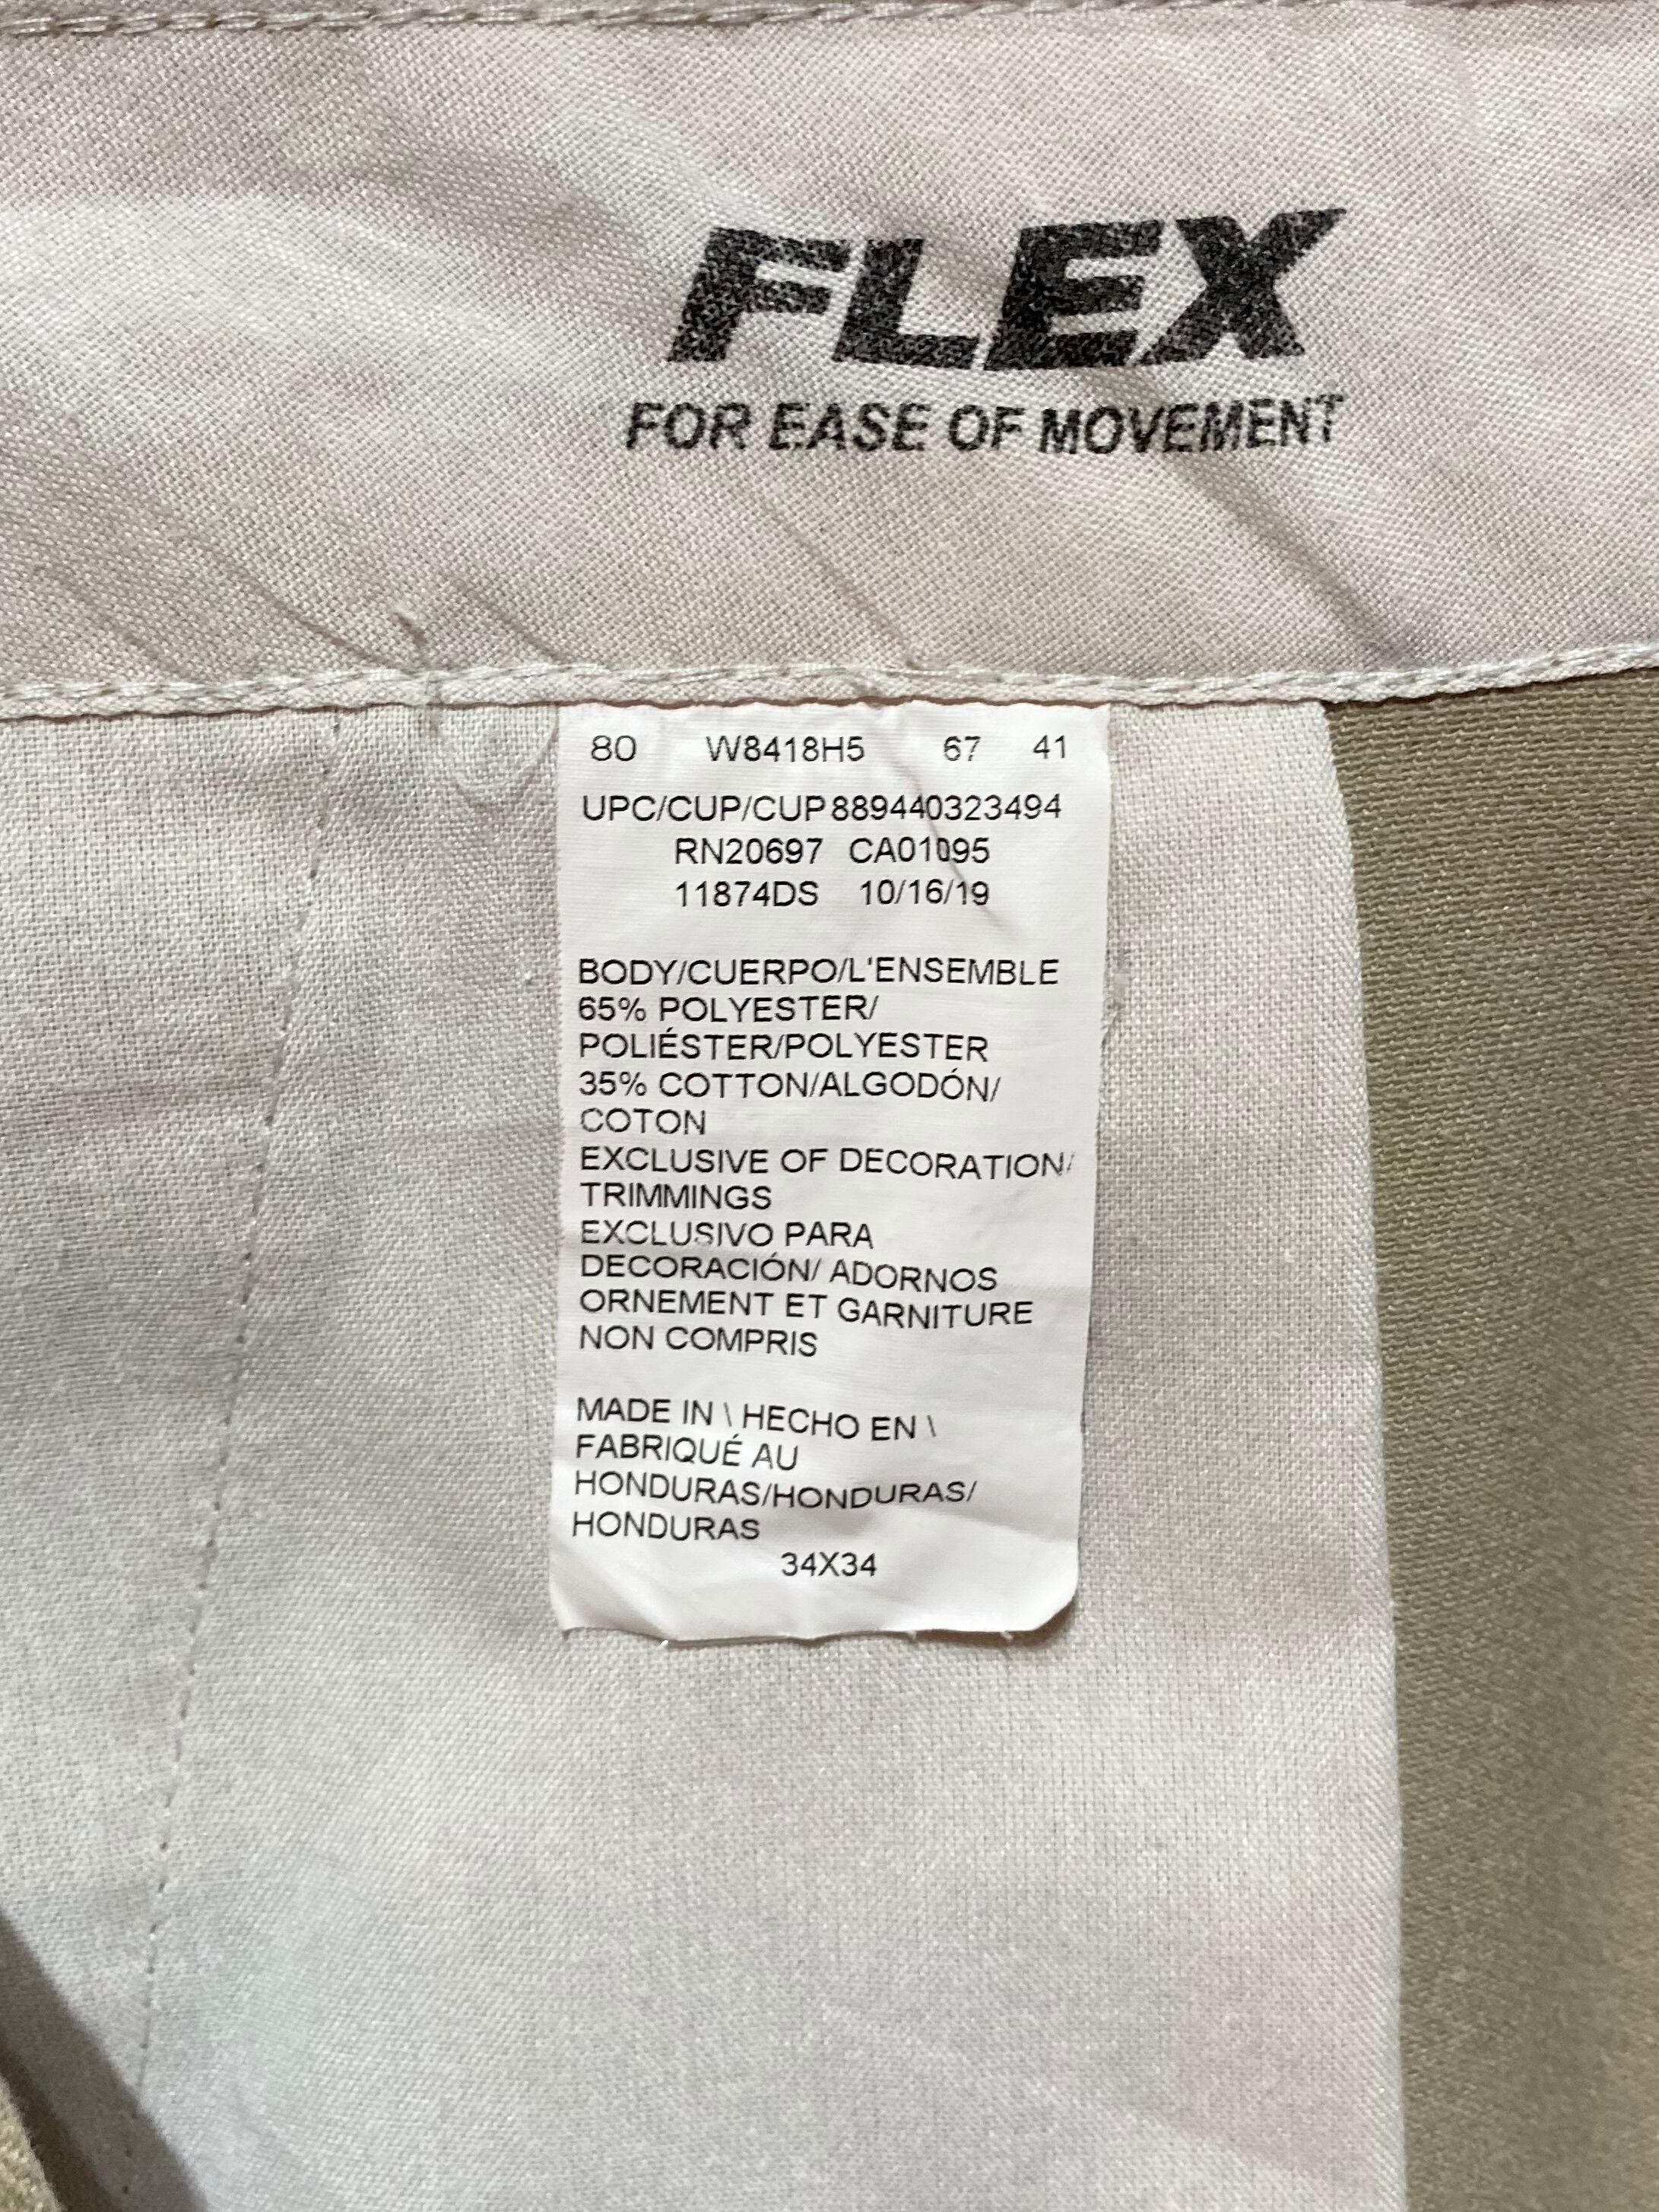 FLEX
FOR EASE OF MOVEMENT
80 W8418H5 67 41
UPC/CUP/CUP889440323494
RN20697 CA01095
11874DS 10/16/19
BODY/CUERPO/L'ENSEMBLE
65% POLYESTER/
POLIÉSTER/POLYESTER
35% COTTON/ALGODÓN/
COTON
EXCLUSIVE OF DECORATION/
TRIMMINGS
EXCLUSIVO PARA
DECORACIÓN/ ADORNOS
ORNEMENT ET GARNITURE
NON COMPRIS
MADE IN \ HECHO EN \
FABRIQUÉ AU
HONDURAS/HONDURAS/
HONDURAS
34X34